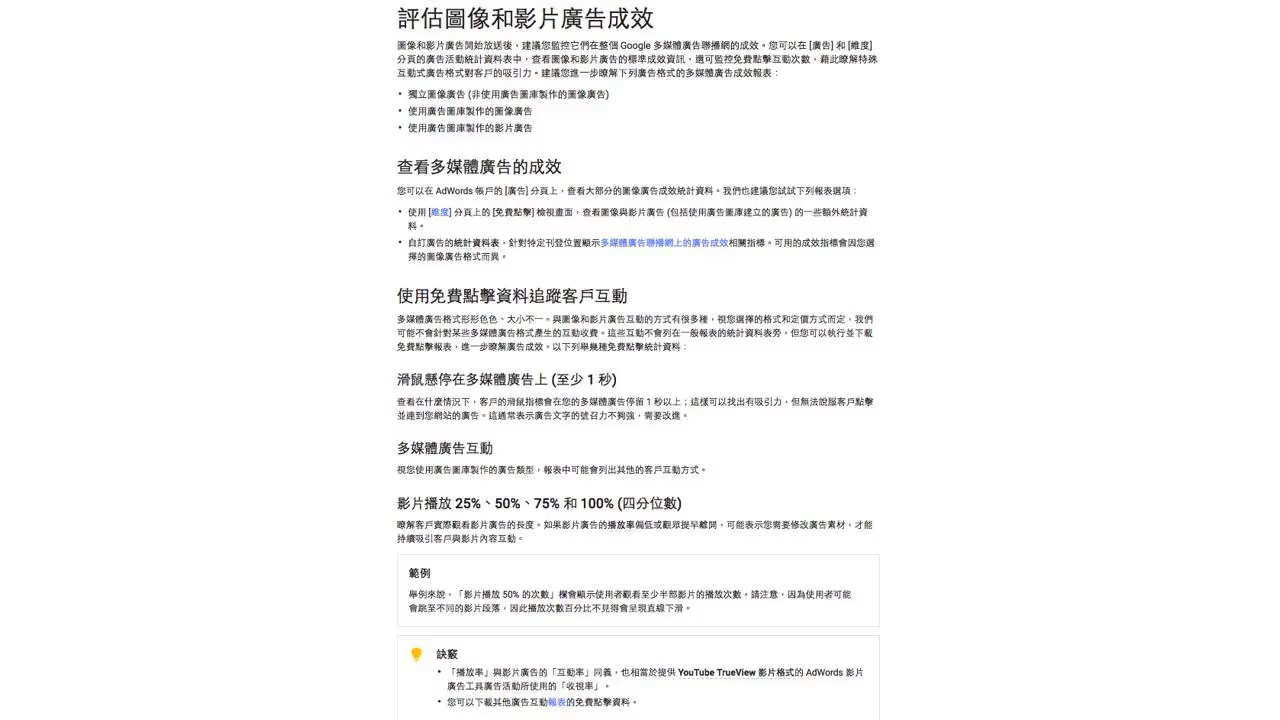 評估圖像和影片廣告成效
圖像和影片廣告開始放送後，建議您監控它們在整個 Google 多媒體廣告聯播網的成效。您可以在 [廣告] 和 [維度]
分頁的廣告活動統計資料表中，查看圖像和影片廣告的標準成效資訊，還可監控免費點擊互動次數，藉此瞭解特殊
互動式廣告格式對客戶的吸引力。建議您進一步瞭解下列廣告格式的多媒體廣告成效報表：
• 獨立圖像廣告 (非使用廣告圖庫製作的圖像廣告)
• 使用廣告圖庫製作的圖像廣告
• 使用廣告圖庫製作的影片廣告
查看多媒體廣告的成效
您可以在 AdWords 帳戶的 [廣告] 分頁上，查看大部分的圖像廣告成效統計資料。我們也建議您試試下列報表選項：
• 使用 [維度] 分頁上的 [免費點擊] 檢視畫面，查看圖像與影片廣告 (包括使用廣告圖庫建立的廣告) 的一些額外統計資
料。
• 自訂廣告的統計資料表，針對特定刊登位置顯示多媒體廣告聯播網上的廣告成效相關指標。可用的成效指標會因您選
擇的圖像廣告格式而異。
使用免費點擊資料追蹤客戶互動
多媒體廣告格式形形色色、大小不一。與圖像和影片廣告互動的方式有很多種，視您選擇的格式和定價方式而定，我們
可能不會針對某些多媒體廣告格式產生的互動收費。這些互動不會列在一般報表的統計資料表旁，但您可以執行並下載
免費點擊報表，進一步瞭解廣告成效。以下列舉幾種免費點擊統計資料：
滑鼠懸停在多媒體廣告上 (至少 1 秒)
查看在什麼情況下，客戶的滑鼠指標會在您的多媒體廣告停留 1 秒以上；這樣可以找出有吸引力，但無法說服客戶點擊
並連到您網站的廣告。這通常表示廣告文字的號召力不夠強，需要改進。
多媒體廣告互動
視您使用廣告圖庫製作的廣告類型，報表中可能會列出其他的客戶互動方式。
影片播放 25%、50%、75% 和 100% (四分位數)
瞭解客戶實際觀看影片廣告的長度。如果影片廣告的播放率偏低或觀眾提早離開，可能表示您需要修改廣告素材，才能
持續吸引客戶與影片內容互動。
範例
舉例來說，「影片播放 50% 的次數」欄會顯示使用者觀看至少半部影片的播放次數。請注意，因為使用者可能
會跳至不同的影片段落，因此播放次數百分比不見得會呈現直線下滑。
訣竅
• 「播放率」與影片廣告的「互動率」同義，也相當於提供 YouTube TrueView 影片格式的 AdWords 影片
廣告工具廣告活動所使用的「收視率」。
• 您可以下載其他廣告互動報表的免費點擊資料。